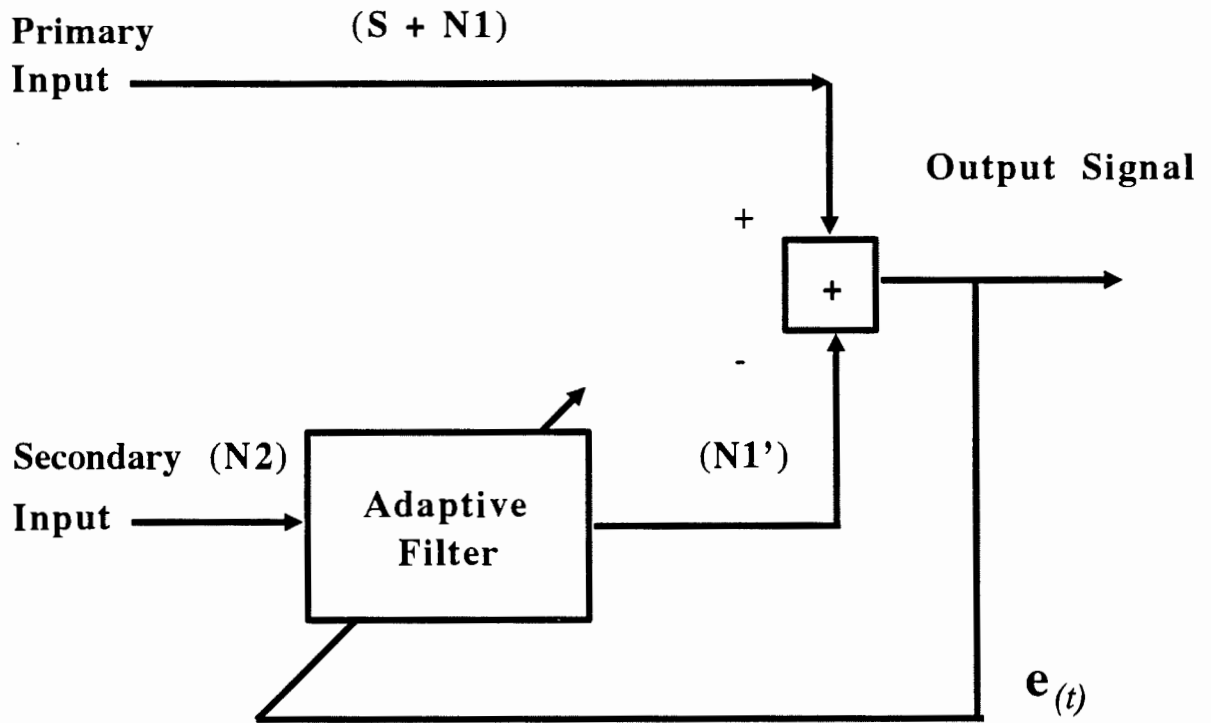 Primary
Input
(S + N1)
Output Signal
+
+
-
Secondary (N2)
Input
Adaptive
Filter
(N1’)
e(t)